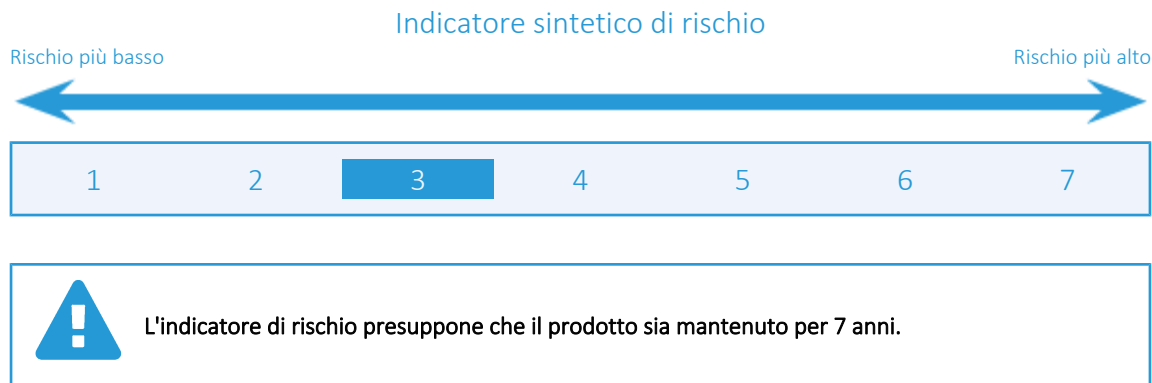 Indicatore sintetico di rischio
Rischio più basso Rischio più alto
1 2 3 4 5 6 7
L'indicatore di rischio presuppone che il prodotto sia mantenuto per 7 anni.